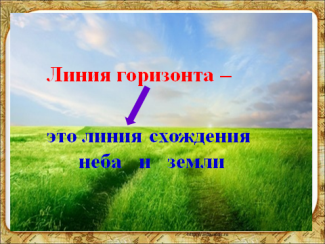 Линия горизонта –
это линия схождения
неба и земли